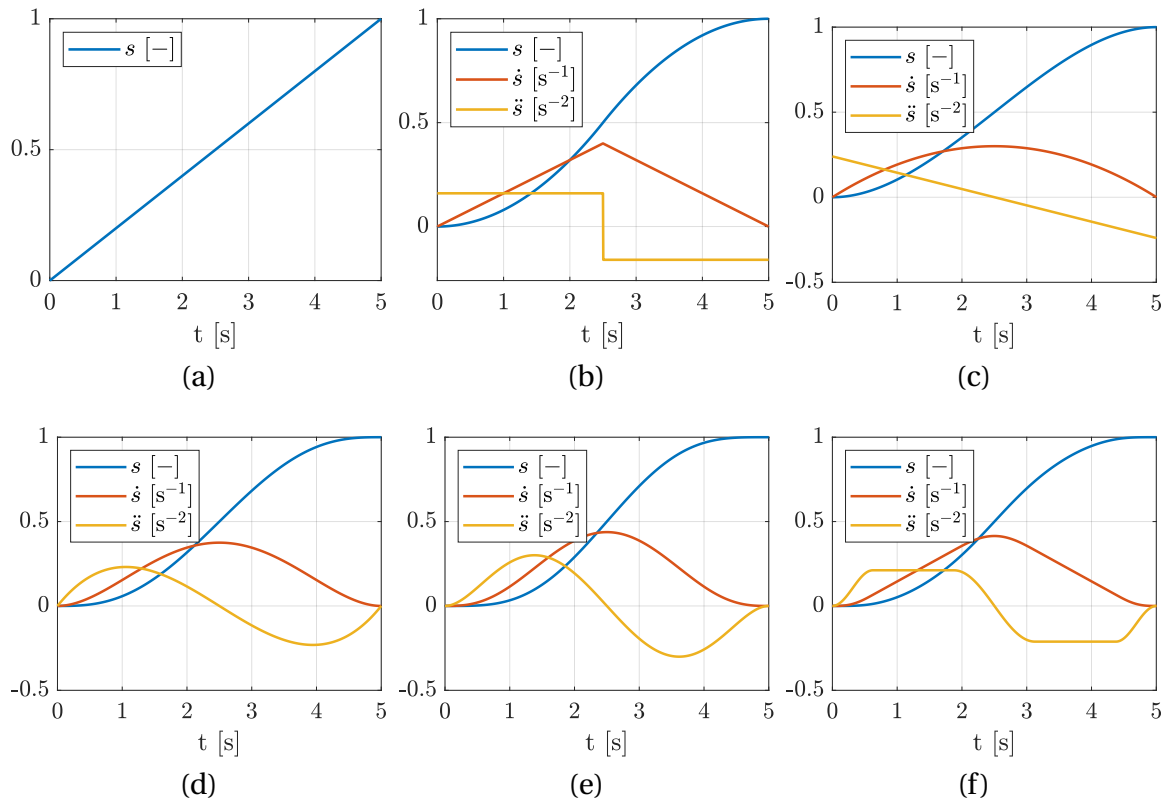 1
0.5
0
s [−]
0 1 2 3 4 5
t [s]
(a)
1
0.5
0
s [−]
ṡ [s⁻¹]
s̈ [s⁻²]
0 1 2 3 4 5
t [s]
(b)
1
0.5
0
-0.5
s [−]
ṡ [s⁻¹]
s̈ [s⁻²]
0 1 2 3 4 5
t [s]
(c)
1
0.5
0
-0.5
s [−]
ṡ [s⁻¹]
s̈ [s⁻²]
0 1 2 3 4 5
t [s]
(d)
1
0.5
0
-0.5
s [−]
ṡ [s⁻¹]
s̈ [s⁻²]
0 1 2 3 4 5
t [s]
(e)
1
0.5
0
-0.5
s [−]
ṡ [s⁻¹]
s̈ [s⁻²]
0 1 2 3 4 5
t [s]
(f)